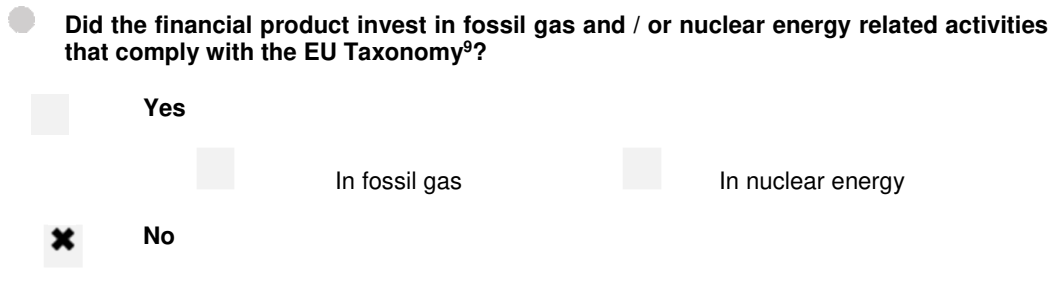 Did the financial product invest in fossil gas and / or nuclear energy related activities
that comply with the EU Taxonomy⁹?
Yes
In fossil gas In nuclear energy
✖ No